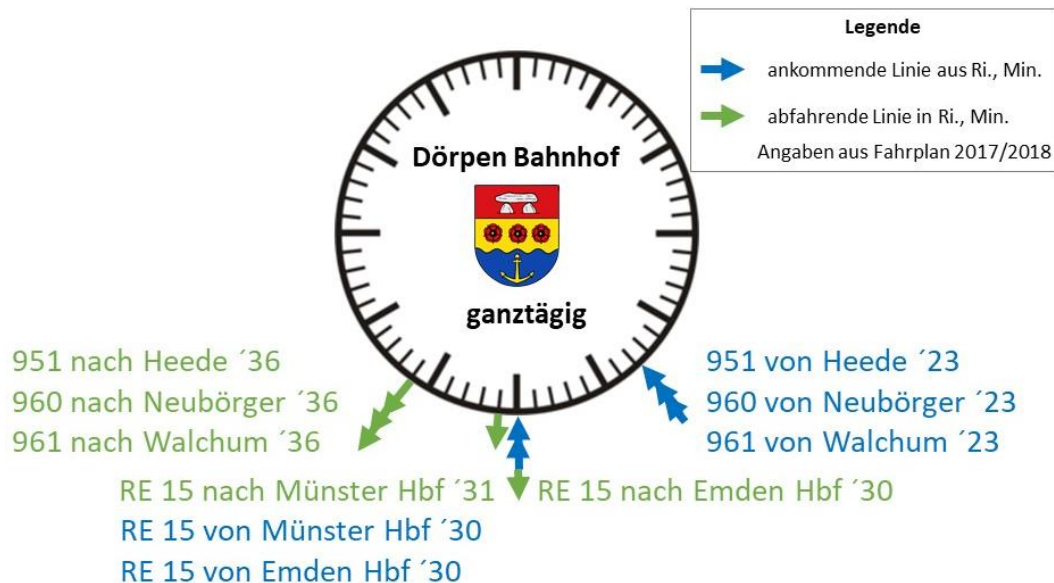 Legende
ankommende Linie aus Ri., Min.
abfahrende Linie in Ri., Min.
Angaben aus Fahrplan 2017/2018
Dörpen Bahnhof
ganztägig
951 nach Heede ´36
960 nach Neubörger ´36
961 nach Walchum ´36
951 von Heede ´23
960 von Neubörger ´23
961 von Walchum ´23
RE 15 nach Münster Hbf ´31
RE 15 nach Emden Hbf ´30
RE 15 von Münster Hbf ´30
RE 15 von Emden Hbf ´30